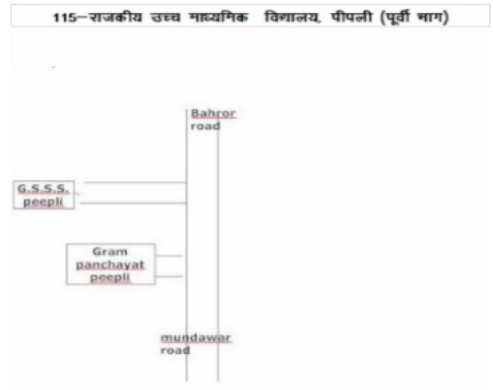 115–राजकीय उच्च माध्यमिक विद्यालय, पीपली (पूर्वी भाग)
Bahror
road
G.S.S.S.
peepli
Gram
panchayat
peepli
mundawar
road